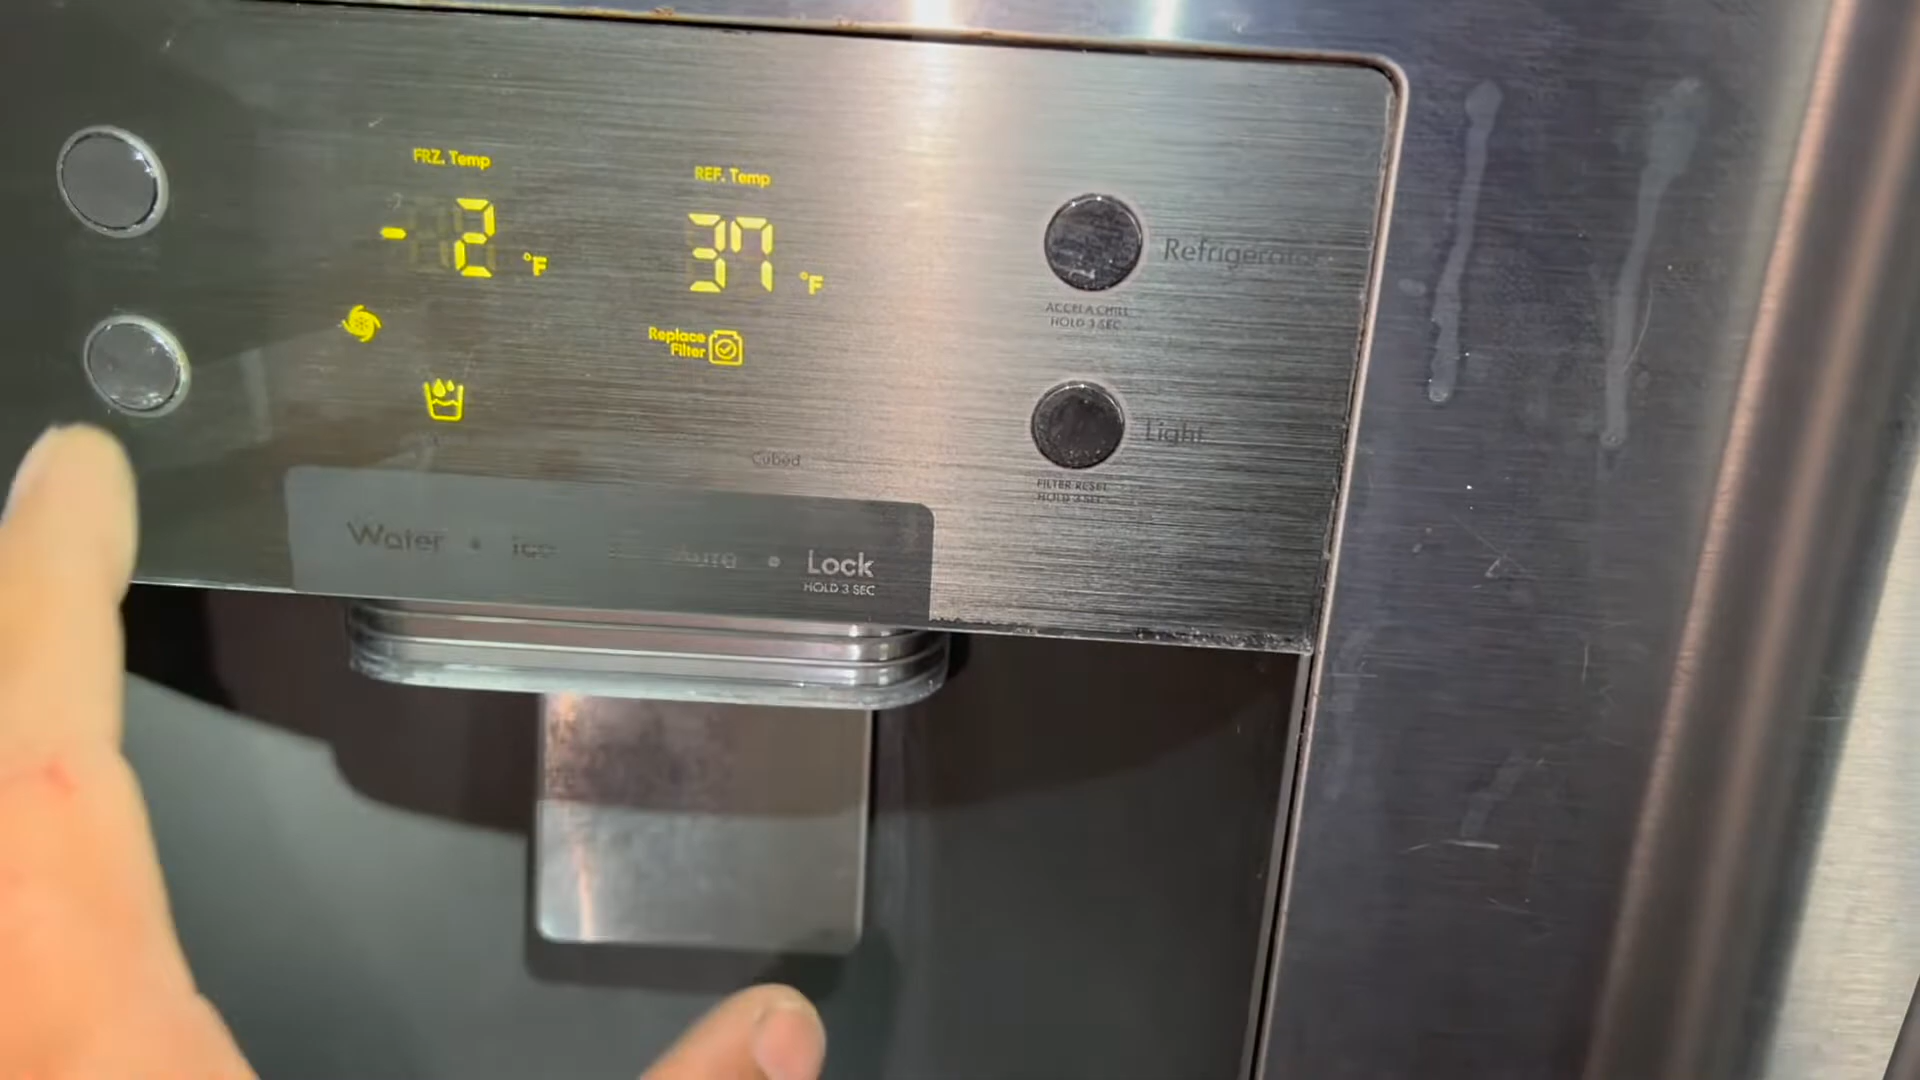 FRZ. Temp
-2 °F
REF. Temp
37 °F
Replace
Filter
Refrigerator
ACCELA CHILL
HOLD 3 SEC
Light
FILTER RESET
HOLD 3 SEC
Cubed
Water • Ice
• Lock
HOLD 3 SEC